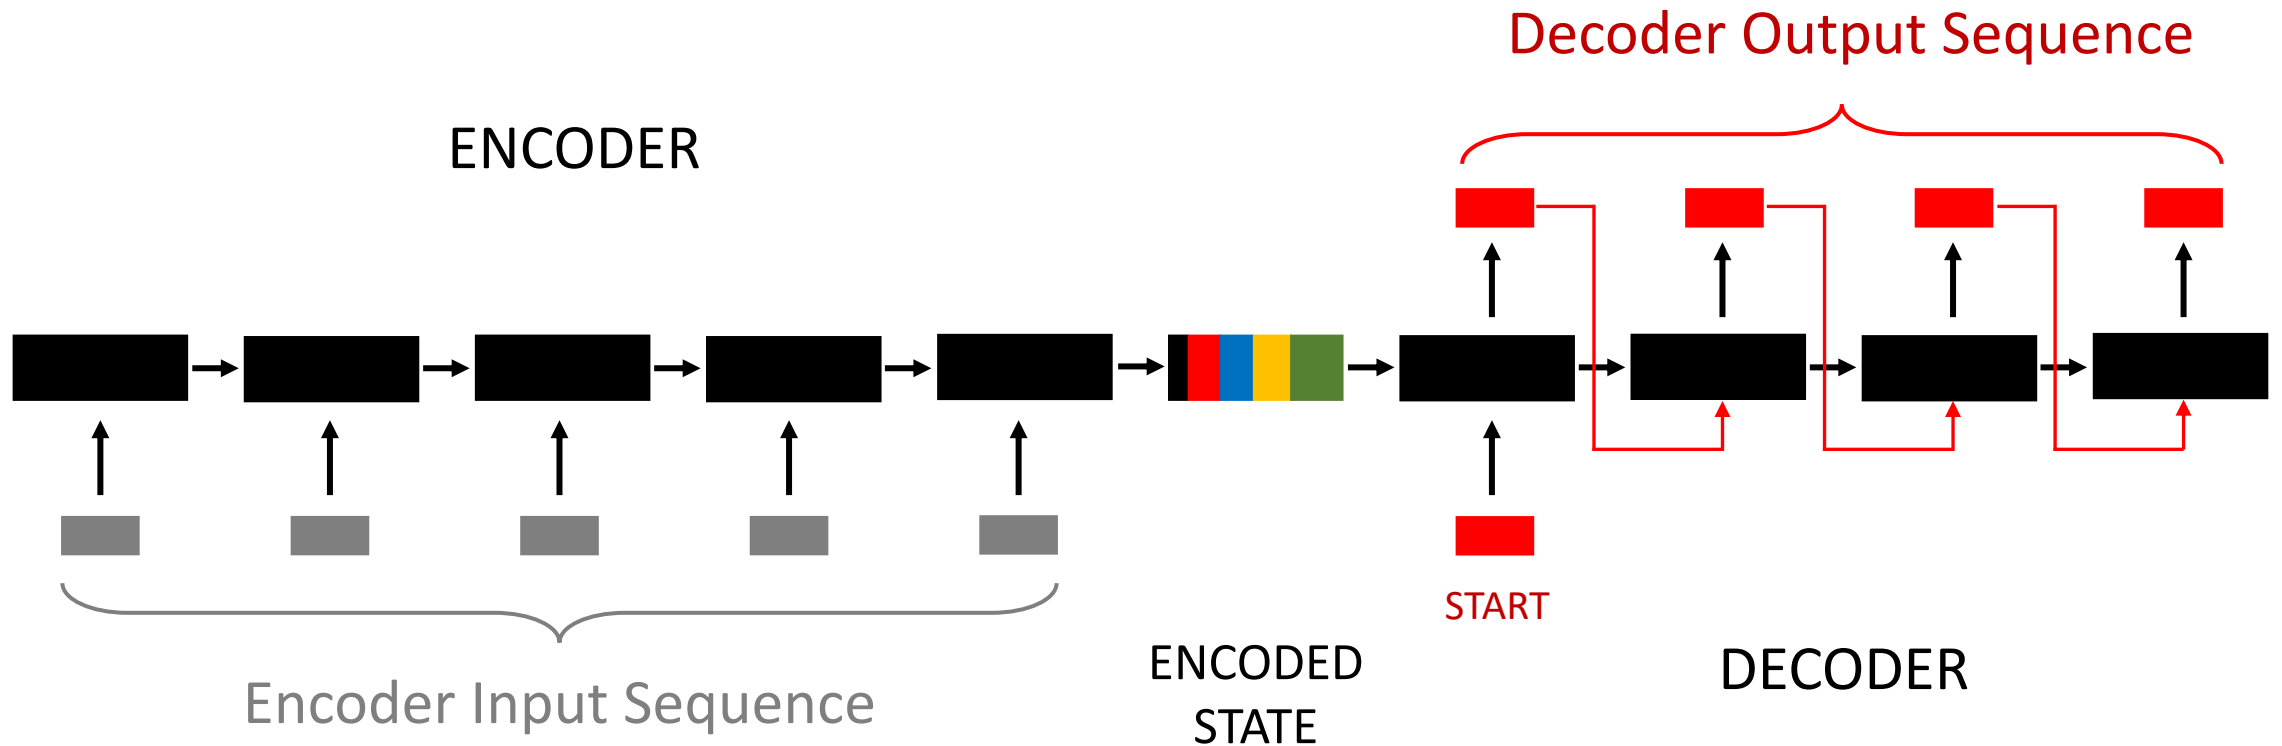 Decoder Output Sequence
ENCODER
START
ENCODED
STATE
DECODER
Encoder Input Sequence